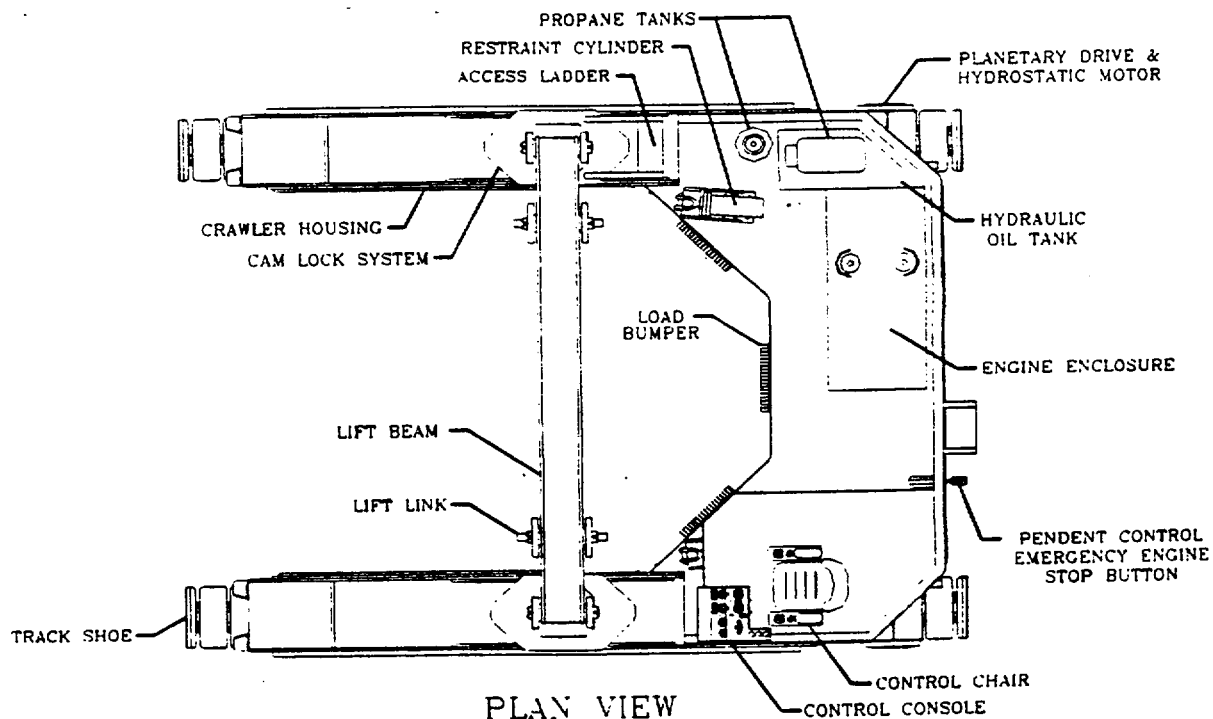 PROPANE TANKS
RESTRAINT CYLINDER
ACCESS LADDER
PLANETARY DRIVE &
HYDROSTATIC MOTOR
CRAWLER HOUSING
CAM LOCK SYSTEM
HYDRAULIC
OIL TANK
LOAD
BUMPER
ENGINE ENCLOSURE
LIFT BEAM
LIFT LINK
PENDENT CONTROL
EMERGENCY ENGINE
STOP BUTTON
TRACK SHOE
CONTROL CHAIR
CONTROL CONSOLE
PLAN VIEW